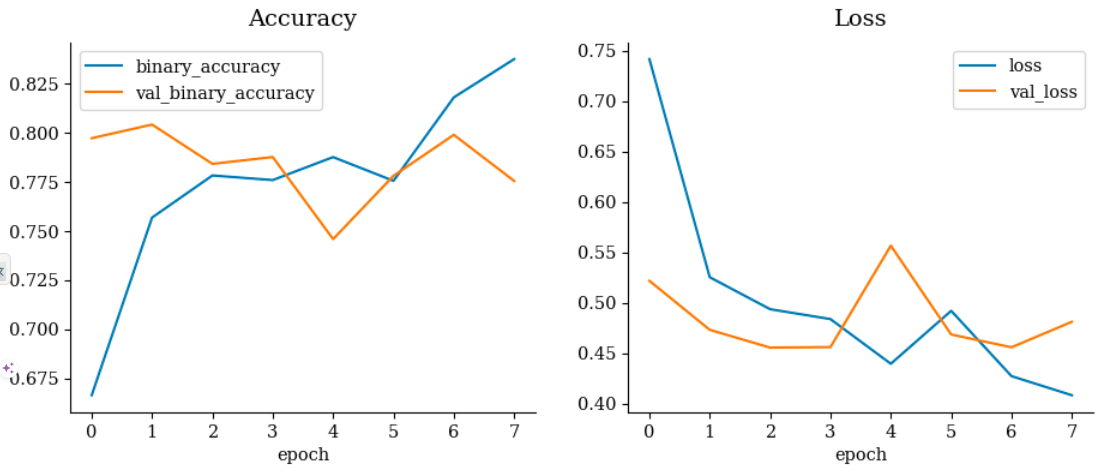 Accuracy
binary_accuracy
val_binary_accuracy
0.825
0.800
0.775
0.750
0.725
0.700
0.675
0 1 2 3 4 5 6 7
epoch
Loss
loss
val_loss
0.75
0.70
0.65
0.60
0.55
0.50
0.45
0.40
0 1 2 3 4 5 6 7
epoch